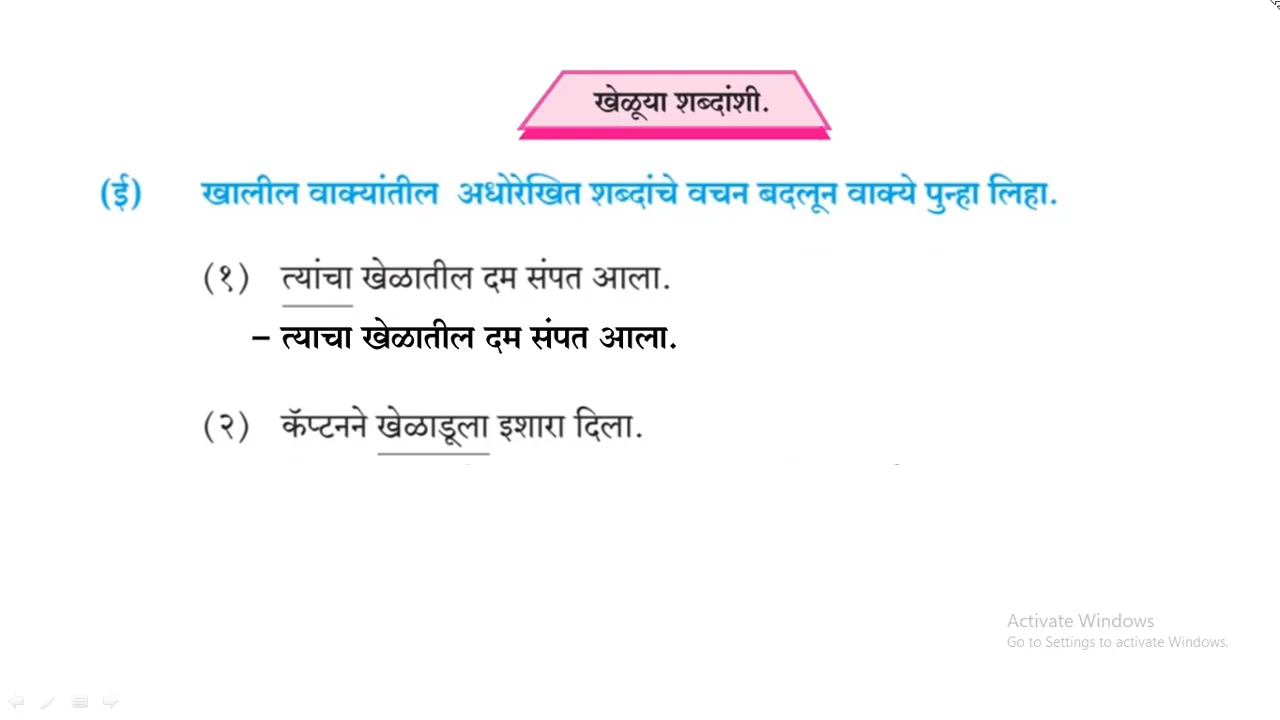 खेळूया शब्दांशी.
(ई) खालील वाक्यांतील अधोरेखित शब्दांचे वचन बदलून वाक्ये पुन्हा लिहा.
(१) त्यांचा खेळातील दम संपत आला.
– त्याचा खेळातील दम संपत आला.
(२) कॅप्टनने खेळाडूला इशारा दिला.
Activate Windows
Go to Settings to activate Windows.